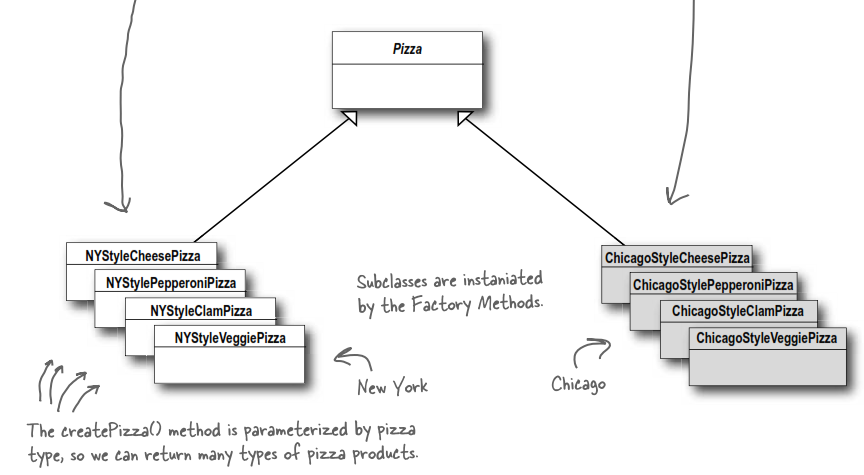 Pizza
NYStyleCheesePizza
NYStylePepperoniPizza
NYStyleClamPizza
NYStyleVeggiePizza
Subclasses are instaniated
by the Factory Methods.
ChicagoStyleCheesePizza
ChicagoStylePepperoniPizza
ChicagoStyleClamPizza
ChicagoStyleVeggiePizza
New York
Chicago
The createPizza() method is parameterized by pizza
type, so we can return many types of pizza products.